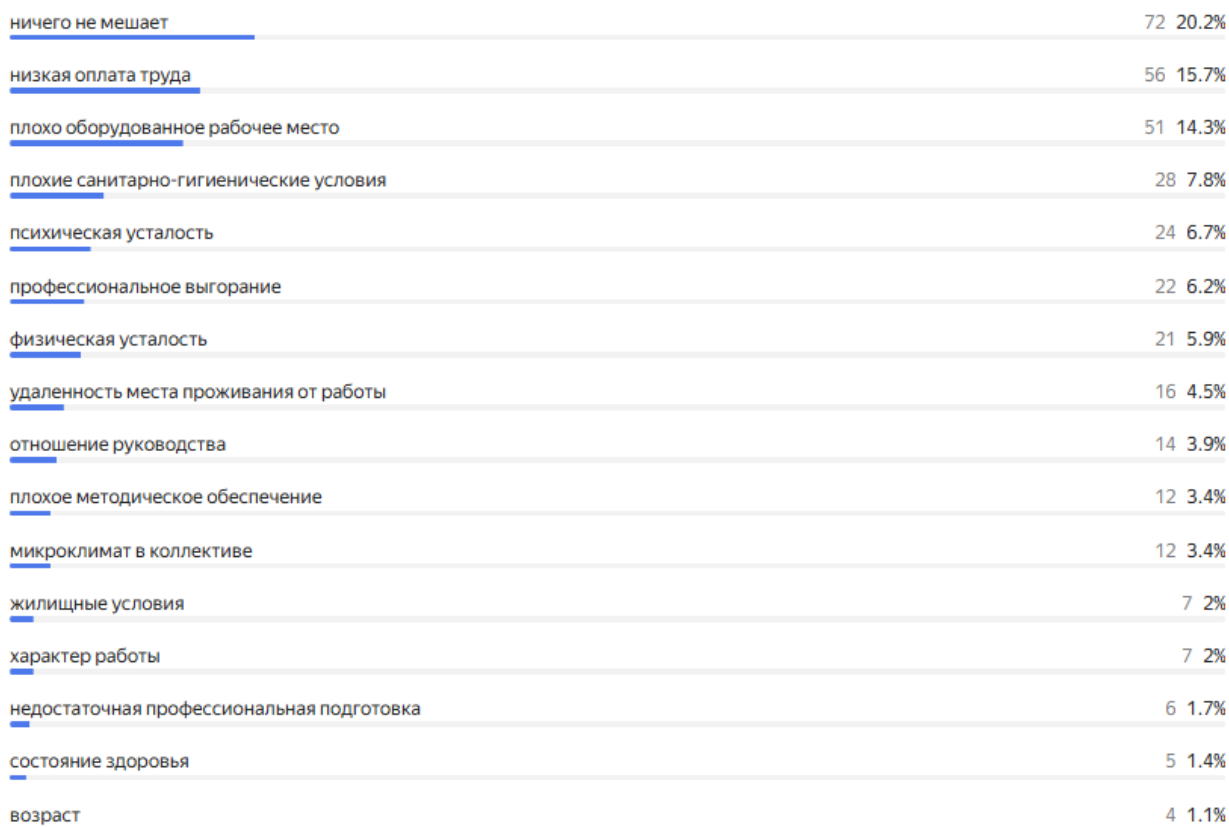 ничего не мешает 72 20.2%
низкая оплата труда 56 15.7%
плохо оборудованное рабочее место 51 14.3%
плохие санитарно-гигиенические условия 28 7.8%
психическая усталость 24 6.7%
профессиональное выгорание 22 6.2%
физическая усталость 21 5.9%
удаленность места проживания от работы 16 4.5%
отношение руководства 14 3.9%
плохое методическое обеспечение 12 3.4%
микроклимат в коллективе 12 3.4%
жилищные условия 7 2%
характер работы 7 2%
недостаточная профессиональная подготовка 6 1.7%
состояние здоровья 5 1.4%
возраст 4 1.1%